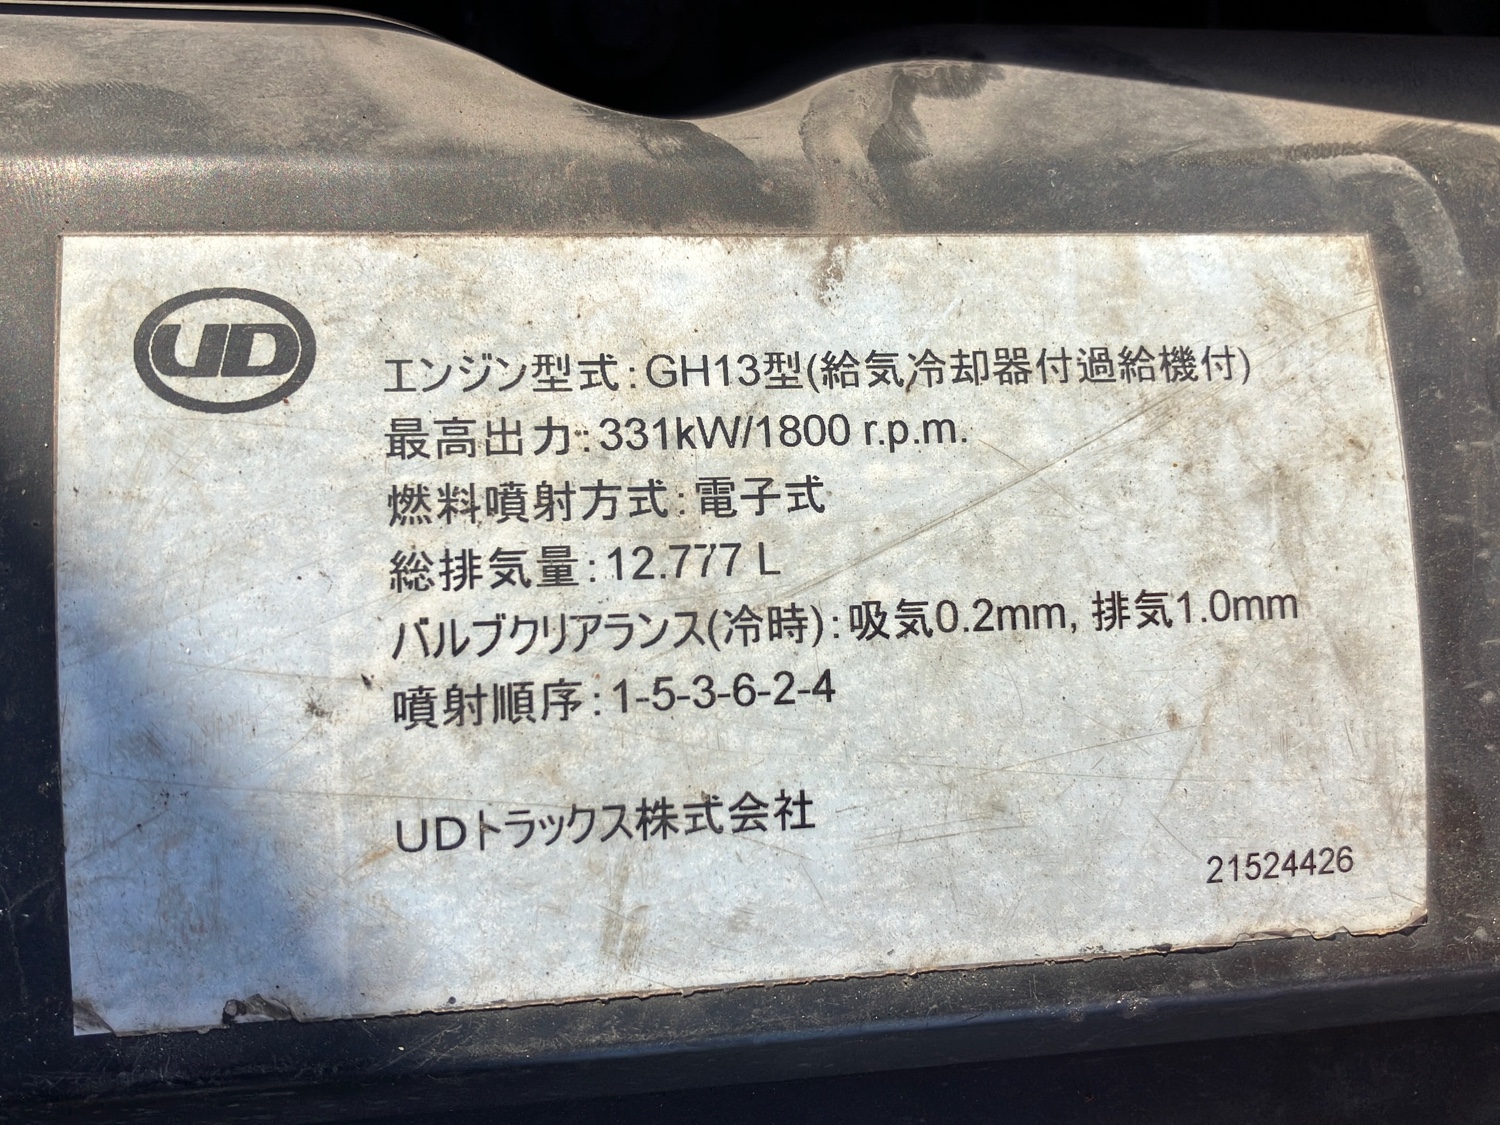 UD
エンジン型式:GH13型(給気冷却器付過給機付)
最高出力:331kW/1800 r.p.m.
燃料噴射方式:電子式
総排気量:12.777 L
バルブクリアランス(冷時):吸気0.2mm, 排気1.0mm
噴射順序:1-5-3-6-2-4
UDトラックス株式会社
21524426